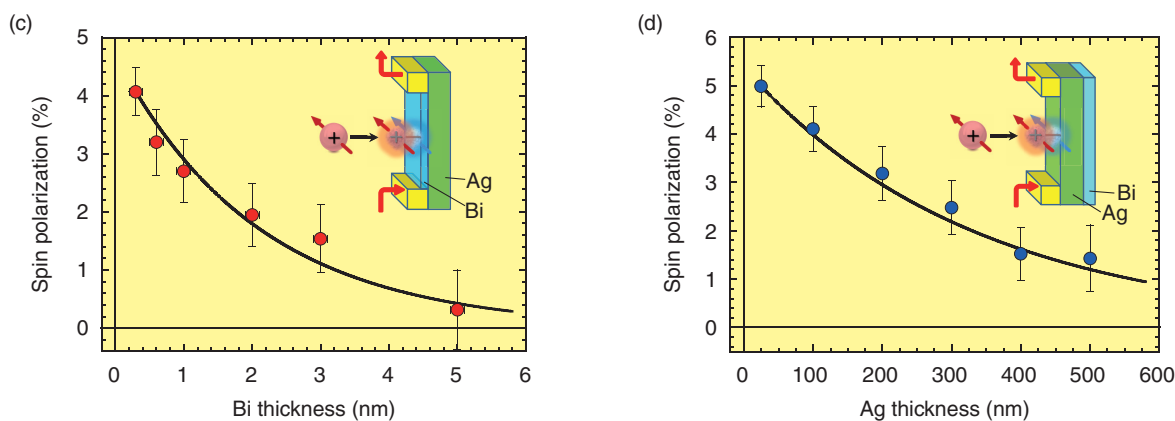 (c)
5
4
3
2
1
0
Spin polarization (%)
0 1 2 3 4 5 6
Bi thickness (nm)
+
+
Ag
Bi
(d)
6
5
4
3
2
1
0
Spin polarization (%)
0 100 200 300 400 500 600
Ag thickness (nm)
+
+
Bi
Ag